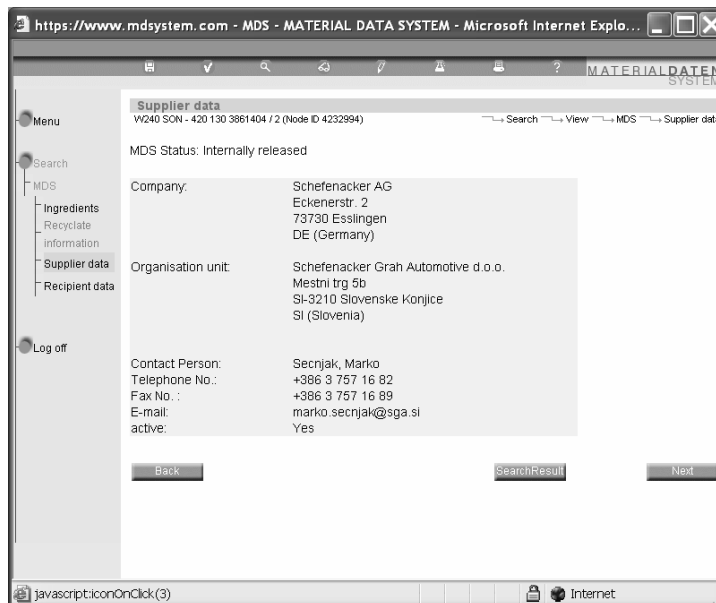 https://www.mdsystem.com - MDS - MATERIAL DATA SYSTEM - Microsoft Internet Explo...
MATERIALDATEN
SYSTEM
Supplier data
W240 SON - 420 130 3861404 / 2 (Node ID 4232994)
Search View MDS Supplier data
Menu
Search
MDS
Ingredients
Recyclate
information
Supplier data
Recipient data
Log off
MDS Status: Internally released
Company: Schefenacker AG
Eckenerstr. 2
73730 Esslingen
DE (Germany)
Organisation unit: Schefenacker Grah Automotive d.o.o.
Mestni trg 5b
SI-3210 Slovenske Konjice
SI (Slovenia)
Contact Person: Secnjak, Marko
Telephone No.: +386 3 757 16 82
Fax No. : +386 3 757 16 89
E-mail: marko.secnjak@sga.si
active: Yes
Back SearchResult Next
javascript:iconOnClick(3) Internet